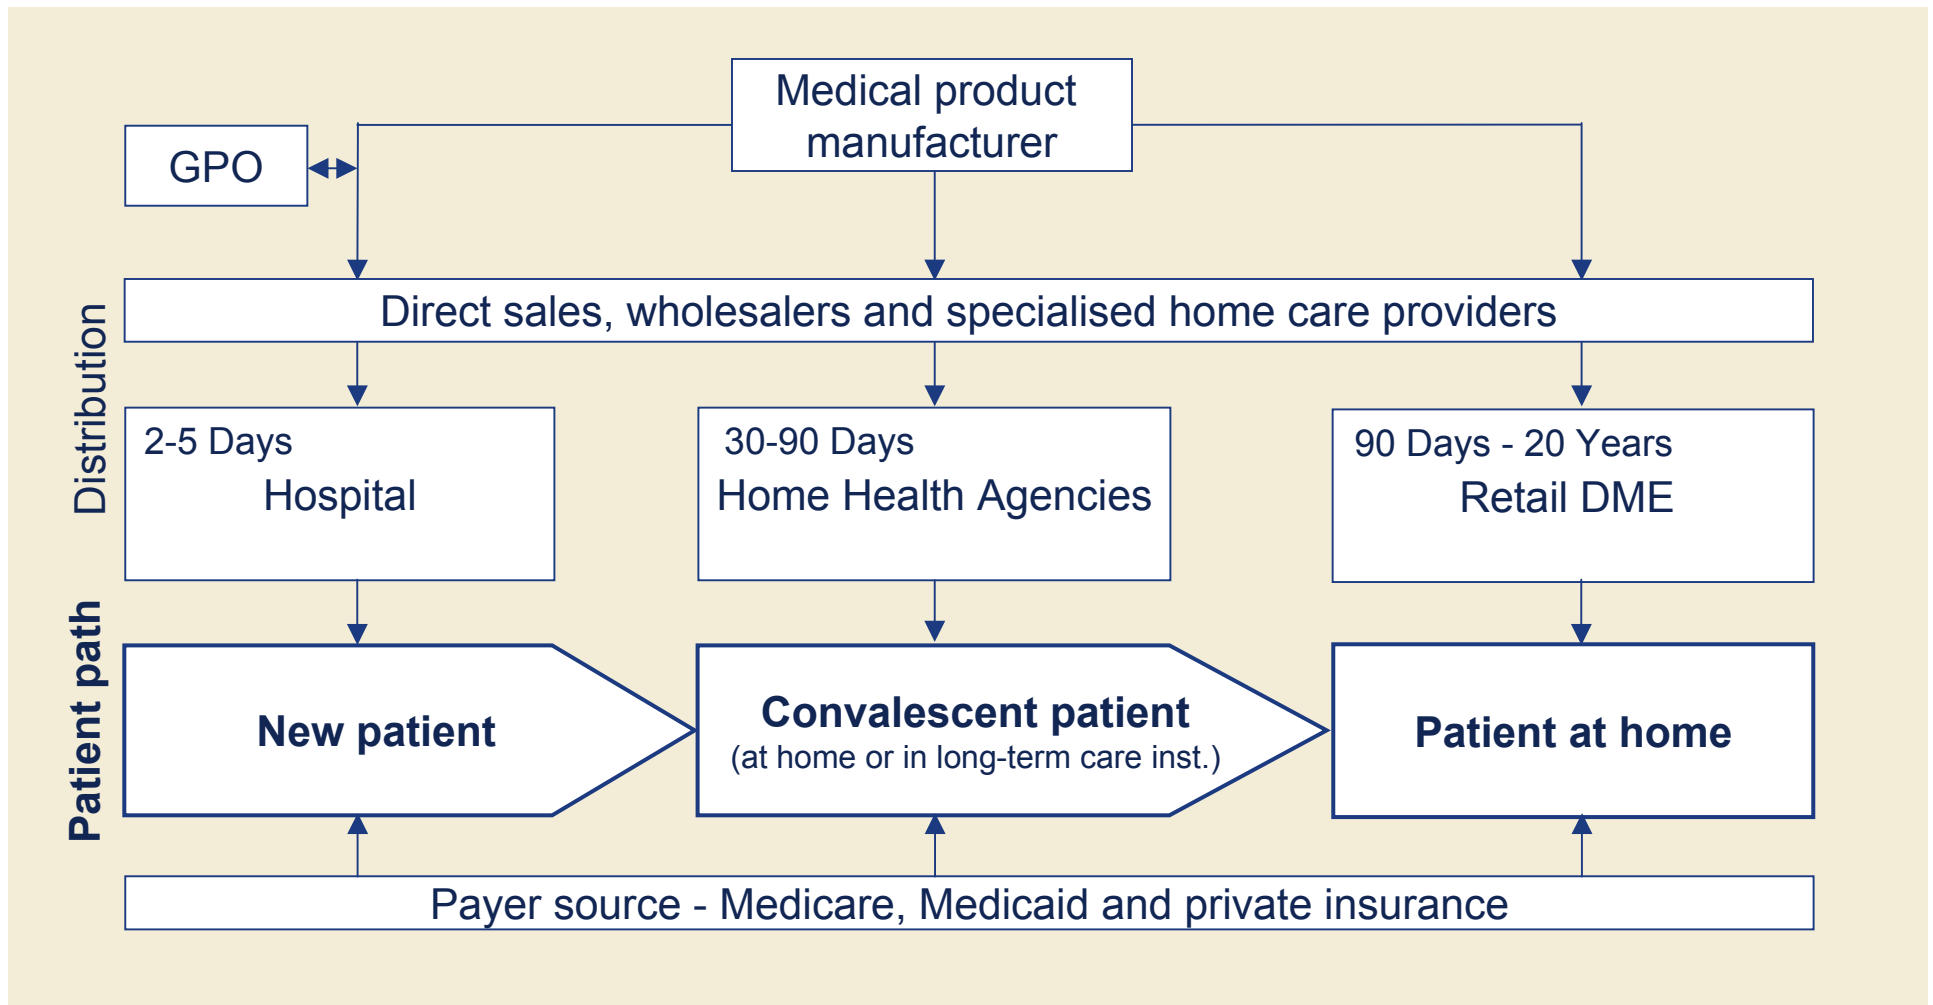 Medical product
manufacturer
GPO
Direct sales, wholesalers and specialised home care providers
Distribution
2-5 Days
Hospital
30-90 Days
Home Health Agencies
90 Days - 20 Years
Retail DME
Patient path
New patient
Convalescent patient
(at home or in long-term care inst.)
Patient at home
Payer source - Medicare, Medicaid and private insurance